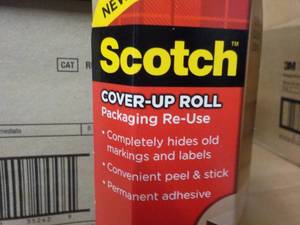 NEW
Scotch™
CAT
R
3M
COVER-UP ROLL
Packaging Re-Use
• Completely hides old
markings and labels
• Convenient peel & stick
• Permanent adhesive